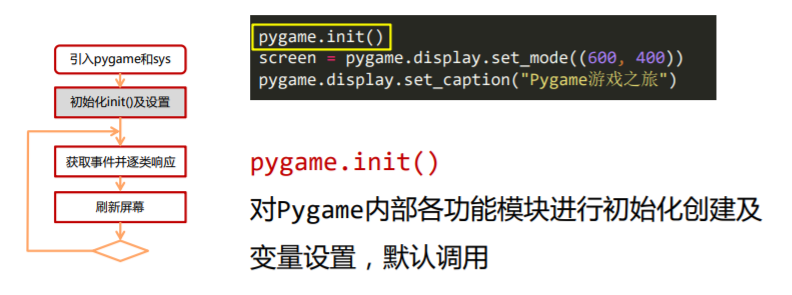 引入pygame和sys
初始化init()及设置
获取事件并逐类响应
刷新屏幕
pygame.init()
screen = pygame.display.set_mode((600, 400))
pygame.display.set_caption("Pygame游戏之旅")
pygame.init()
对Pygame内部各功能模块进行初始化创建及
变量设置，默认调用